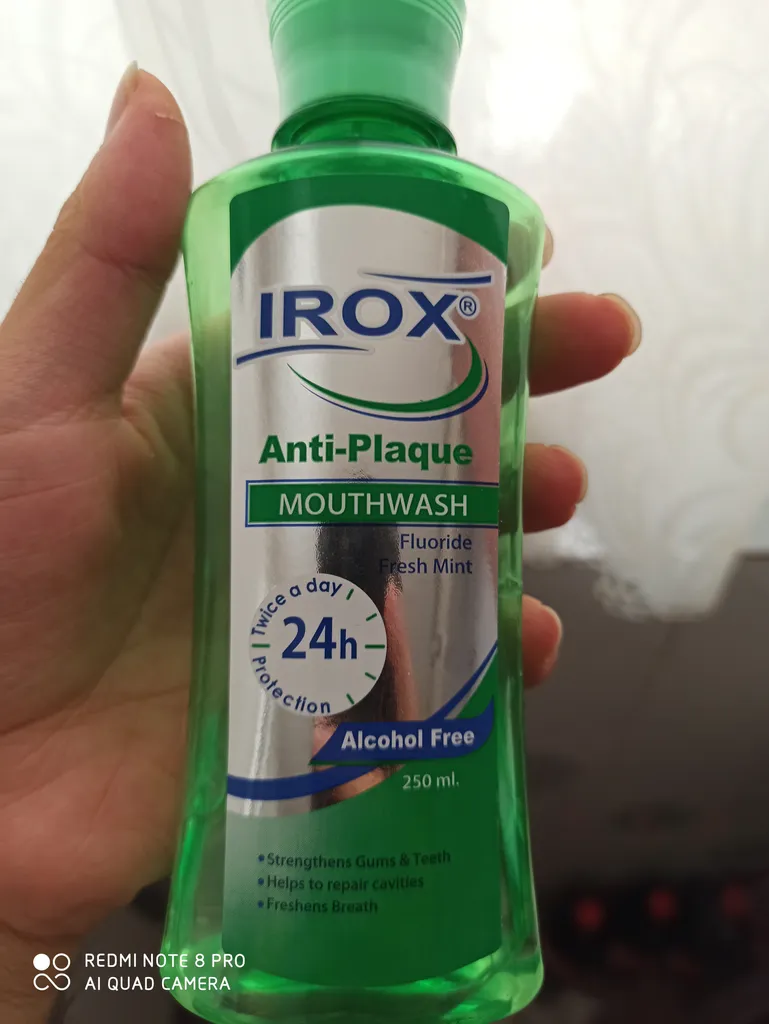 IROX®
Anti-Plaque
MOUTHWASH
Fluoride
Fresh Mint
Twice a day
24h
Protection
Alcohol Free
250 ml.
•Strengthens Gums & Teeth
•Helps to repair cavities
•Freshens Breath
REDMI NOTE 8 PRO
AI QUAD CAMERA